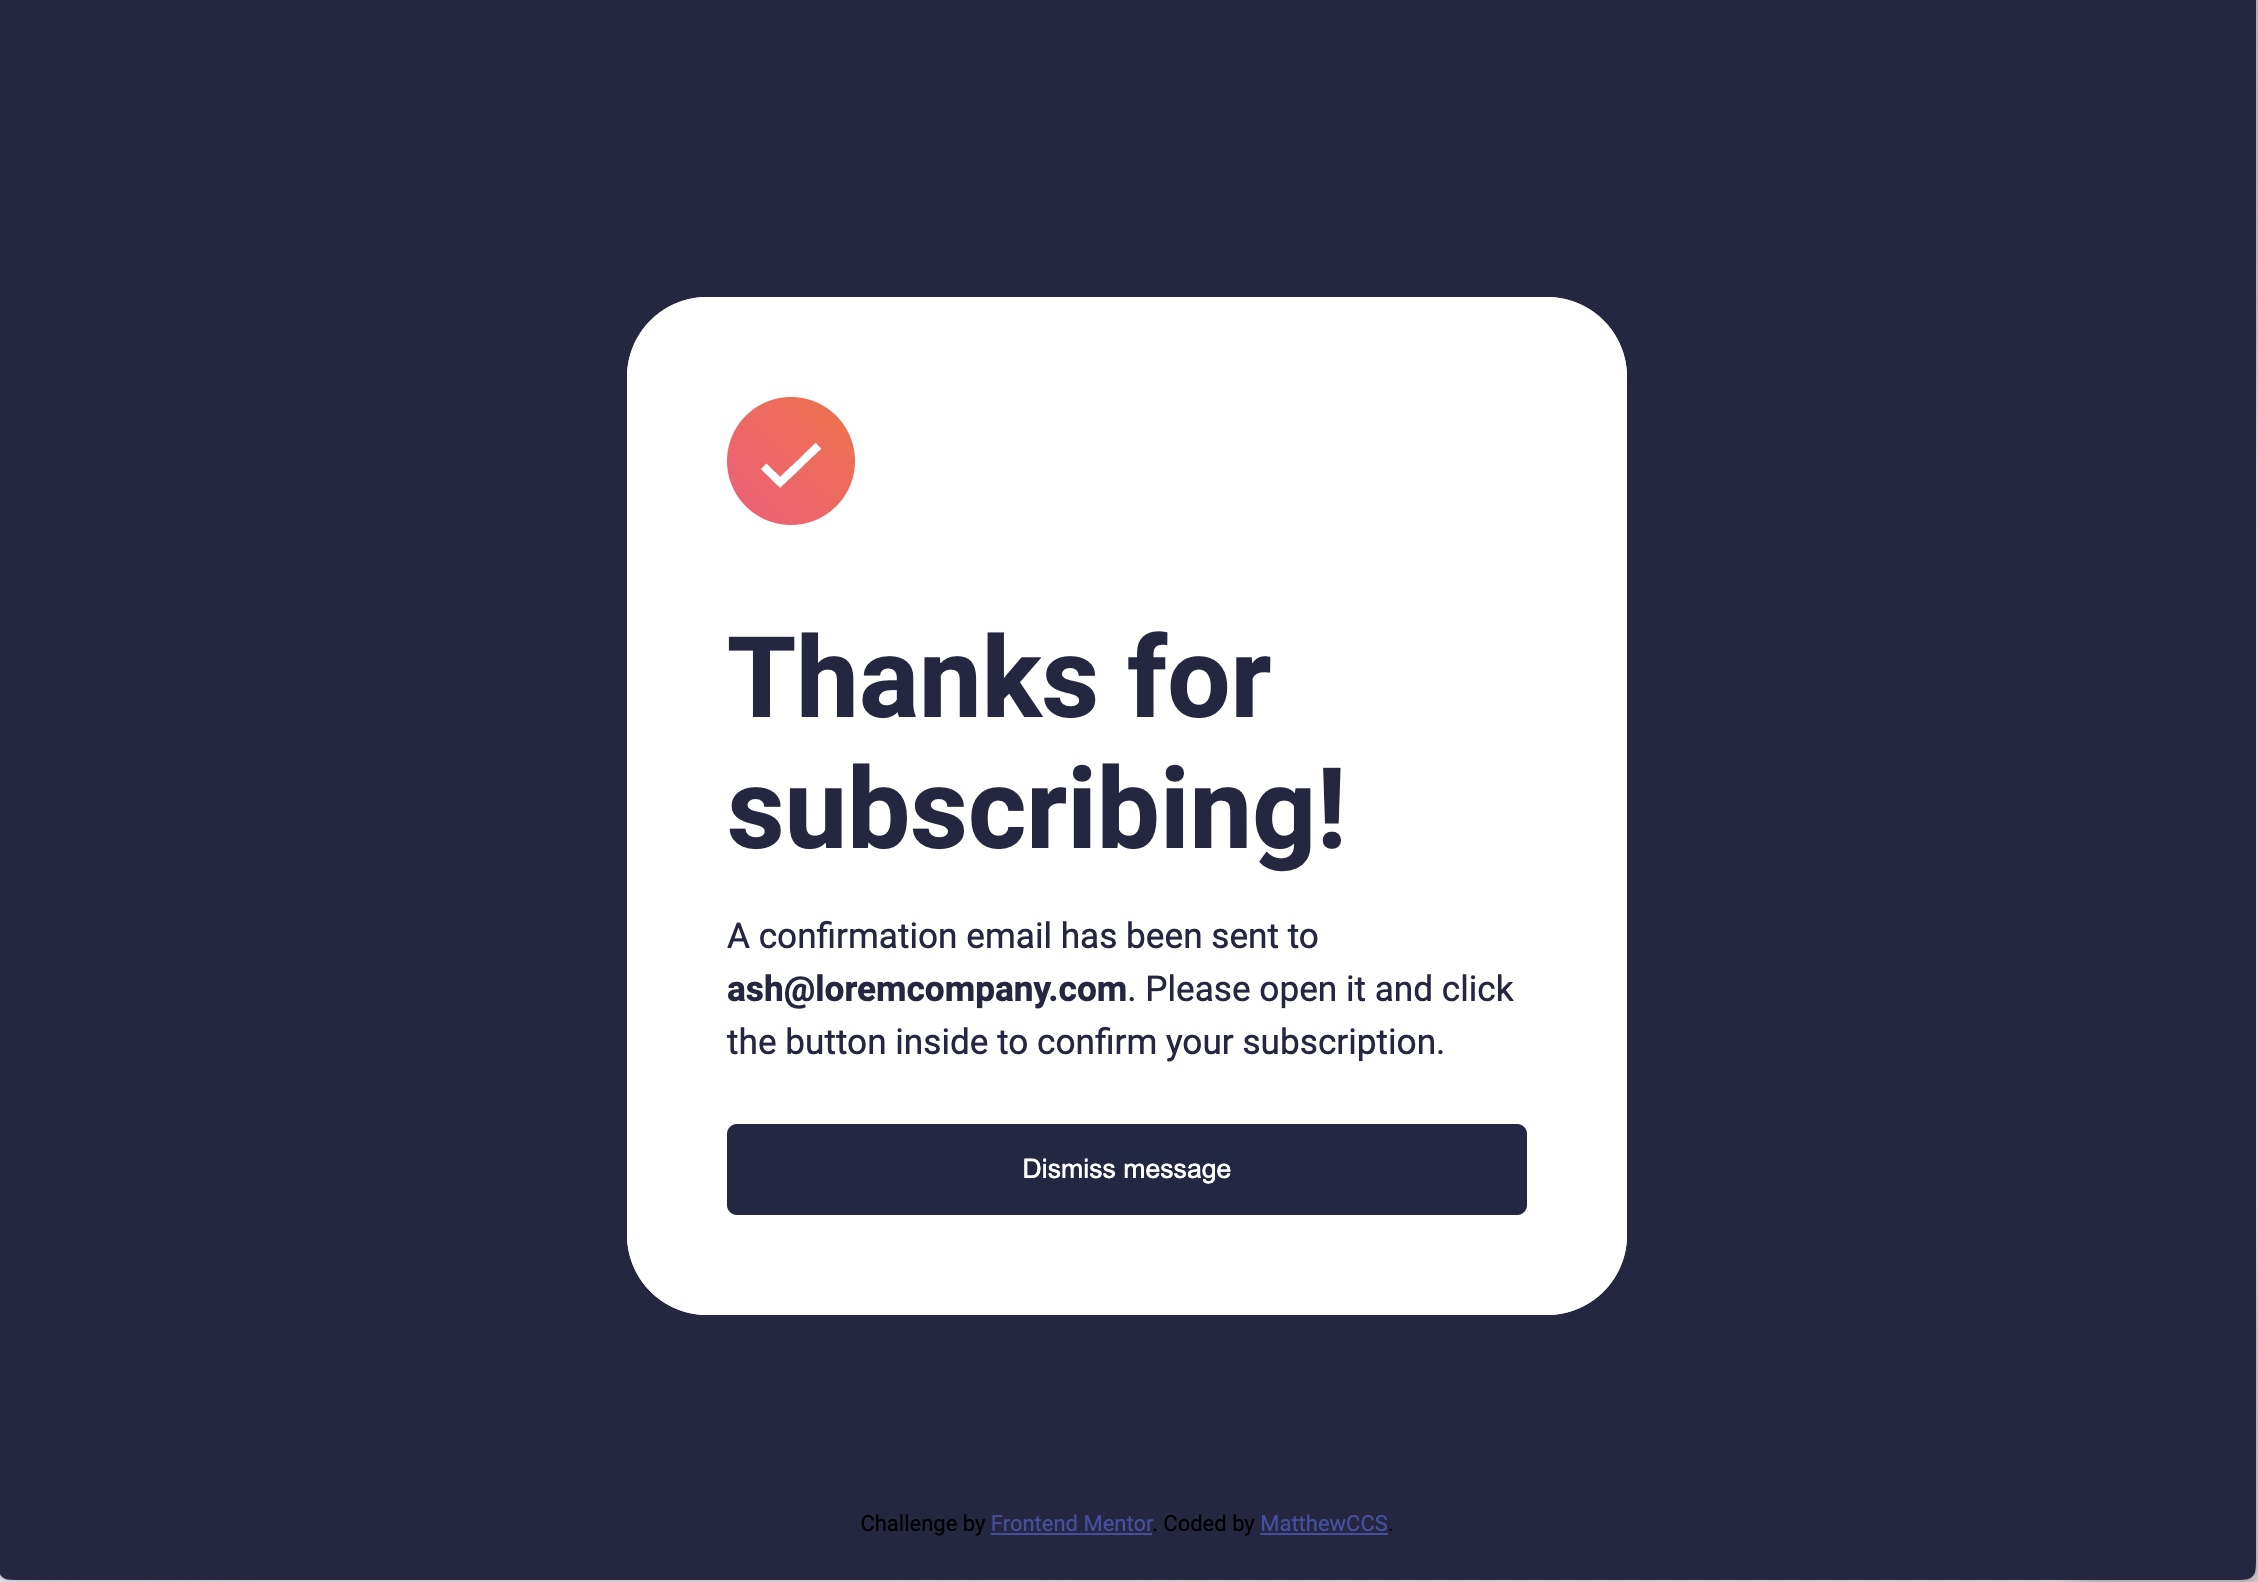 Thanks for
subscribing!
A confirmation email has been sent to
ash@loremcompany.com. Please open it and click
the button inside to confirm your subscription.
Dismiss message
Challenge by Frontend Mentor. Coded by MatthewCCS.